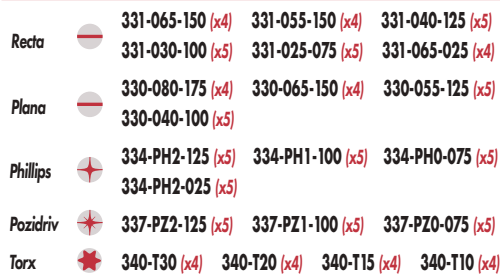 331-065-150 (x4) 331-055-150 (x4) 331-040-125 (x5)
Recta
331-030-100 (x5) 331-025-075 (x5) 331-065-025 (x4)
330-080-175 (x4) 330-065-150 (x4) 330-055-125 (x5)
Plana
330-040-100 (x5)
334-PH2-125 (x5) 334-PH1-100 (x5) 334-PH0-075 (x5)
Phillips
334-PH2-025 (x5)
Pozidriv 337-PZ2-125 (x5) 337-PZ1-100 (x5) 337-PZ0-075 (x5)
Torx 340-T30 (x4) 340-T20 (x4) 340-T15 (x4) 340-T10 (x4)